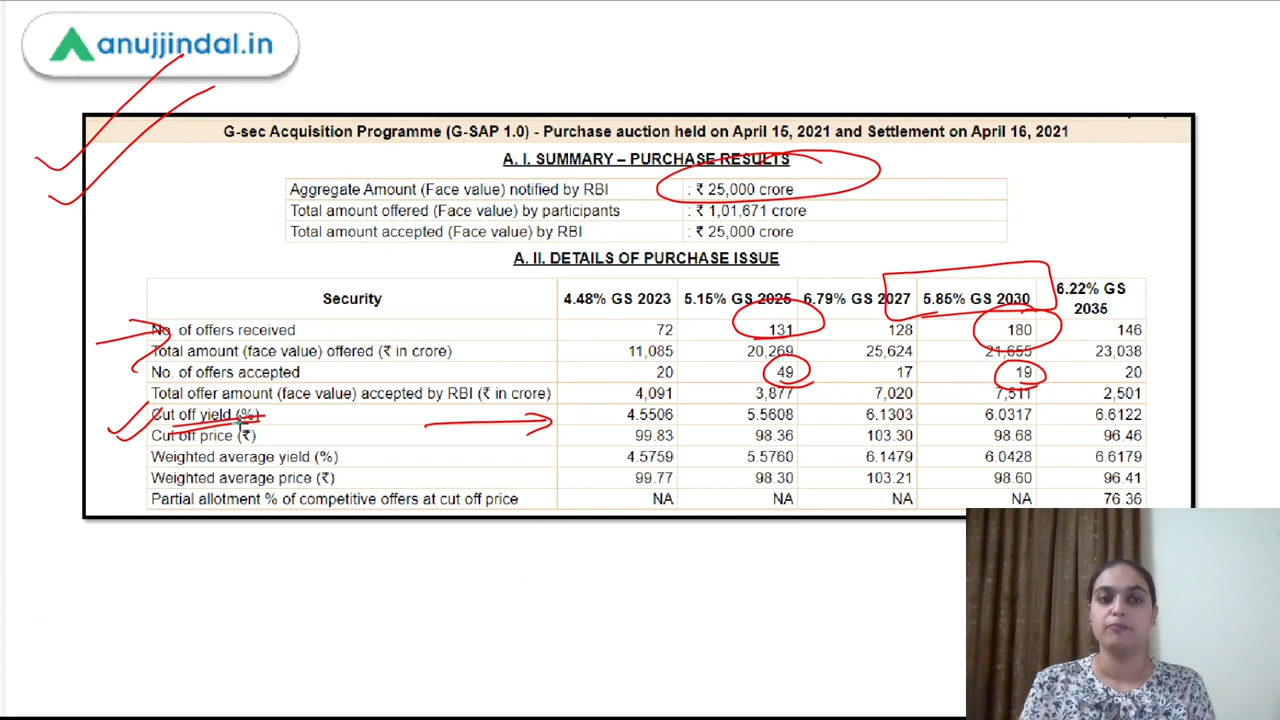 anujjindal.in
G-sec Acquisition Programme (G-SAP 1.0) - Purchase auction held on April 15, 2021 and Settlement on April 16, 2021
A. I. SUMMARY – PURCHASE RESULTS
Aggregate Amount (Face value) notified by RBI : ₹ 25,000 crore
Total amount offered (Face value) by participants : ₹ 1,01,671 crore
Total amount accepted (Face value) by RBI : ₹ 25,000 crore
A. II. DETAILS OF PURCHASE ISSUE
Security 4.48% GS 2023 5.15% GS 2025 6.79% GS 2027 5.85% GS 2030 6.22% GS 2035
No. of offers received 72 131 128 180 146
Total amount (face value) offered (₹ in crore) 11,085 20,269 25,624 21,655 23,038
No. of offers accepted 20 49 17 19 20
Total offer amount (face value) accepted by RBI (₹ in crore) 4,091 3,877 7,020 7,511 2,501
Cut off yield (%) 4.5506 5.5608 6.1303 6.0317 6.6122
Cut off price (₹) 99.83 98.36 103.30 98.68 96.46
Weighted average yield (%) 4.5759 5.5760 6.1479 6.0428 6.6179
Weighted average price (₹) 99.77 98.30 103.21 98.60 96.41
Partial allotment % of competitive offers at cut off price NA NA NA NA 76.36